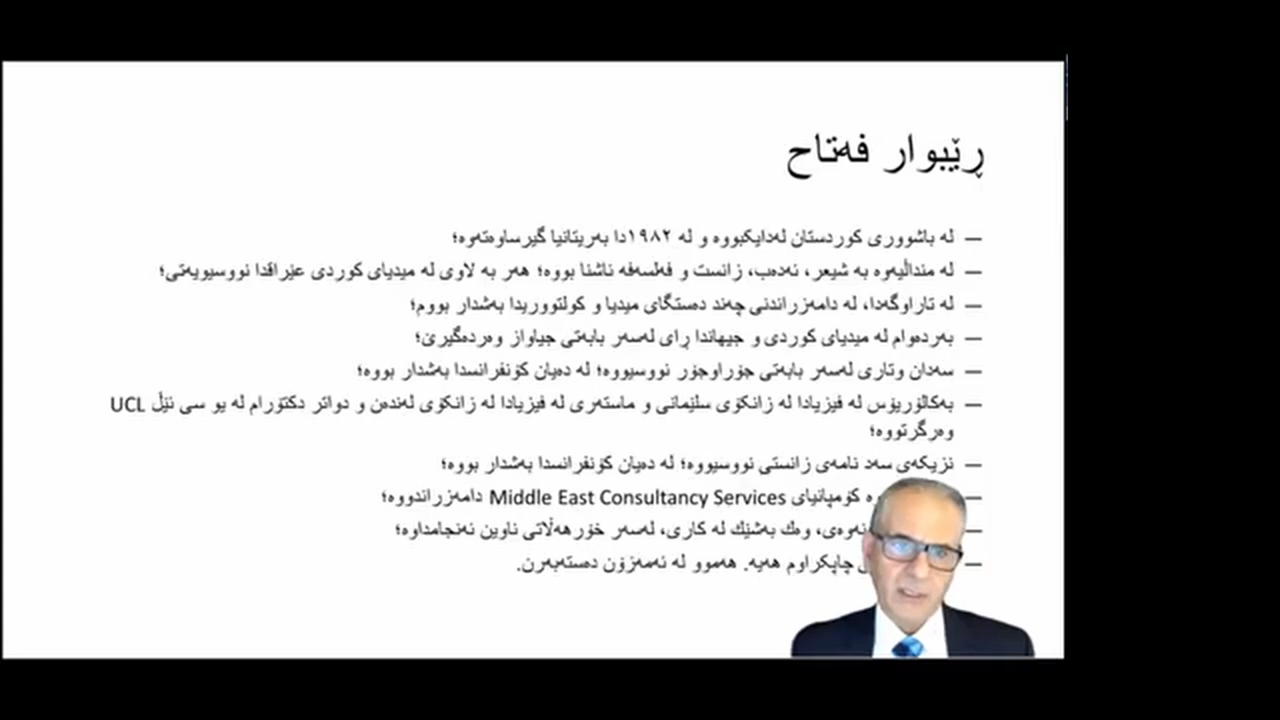 ڕێبوار فەتاح
— لە باشووری کوردستان لەدایکبووە و لە ١٩٨٢دا بەریتانیا گیرساوەتەوە؛
— لە منداڵیەوە بە شیعر، ئەدەب، زانست و فەلسەفە ئاشنا بووە؛ هەر بە لاوی لە میدیای کوردی عێراقدا نووسیویەتی؛
— لە تاراوگەدا، لە دامەزراندنی چەند دەستگای میدیا و کولتووریدا بەشدار بووم؛
— بەردەوام لە میدیای کوردی و جیهاندا ڕای لەسەر بابەتی جیاواز وەردەگیرێ؛
— سەدان وتاری لەسەر بابەتی جۆراوجۆر نووسیووە؛ لە دەیان کۆنفرانسدا بەشدار بووە؛
— بەکالۆریۆس لە فیزیادا لە زانکۆی سلێمانی و ماستەری لە فیزیادا لە زانکۆی لەندەن و دواتر دکتۆرام لە یو سی ئێڵ UCL
وەرگرتووە؛
— نزیکەی سەد نامەی زانستی نووسیووە؛ لە دەیان کۆنفرانسدا بەشدار بووە؛
— کۆمپانیای Middle East Consultancy Services دامەزراندووە؛
— وەك بەشێك لە کاری، لەسەر خۆرهەڵاتی ناوین ئەنجامداوە؛
— چاپکراوم هەیە. هەموو لە ئەمەزۆن دەستەبەرن.